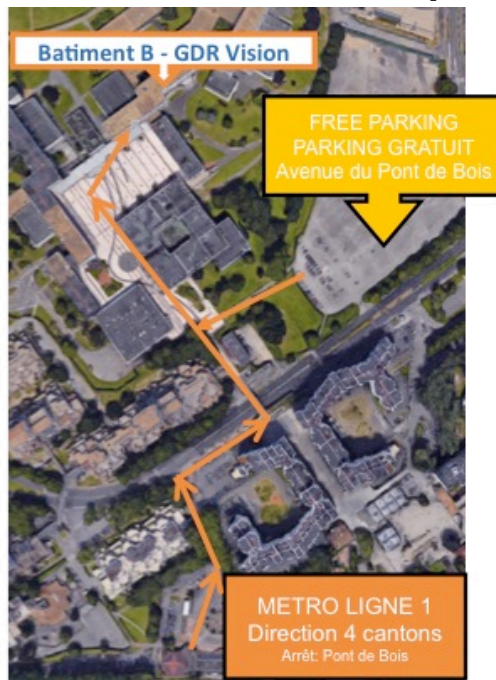 Batiment B - GDR Vision
FREE PARKING
PARKING GRATUIT
Avenue du Pont de Bois
METRO LIGNE 1
Direction 4 cantons
Arrêt: Pont de Bois